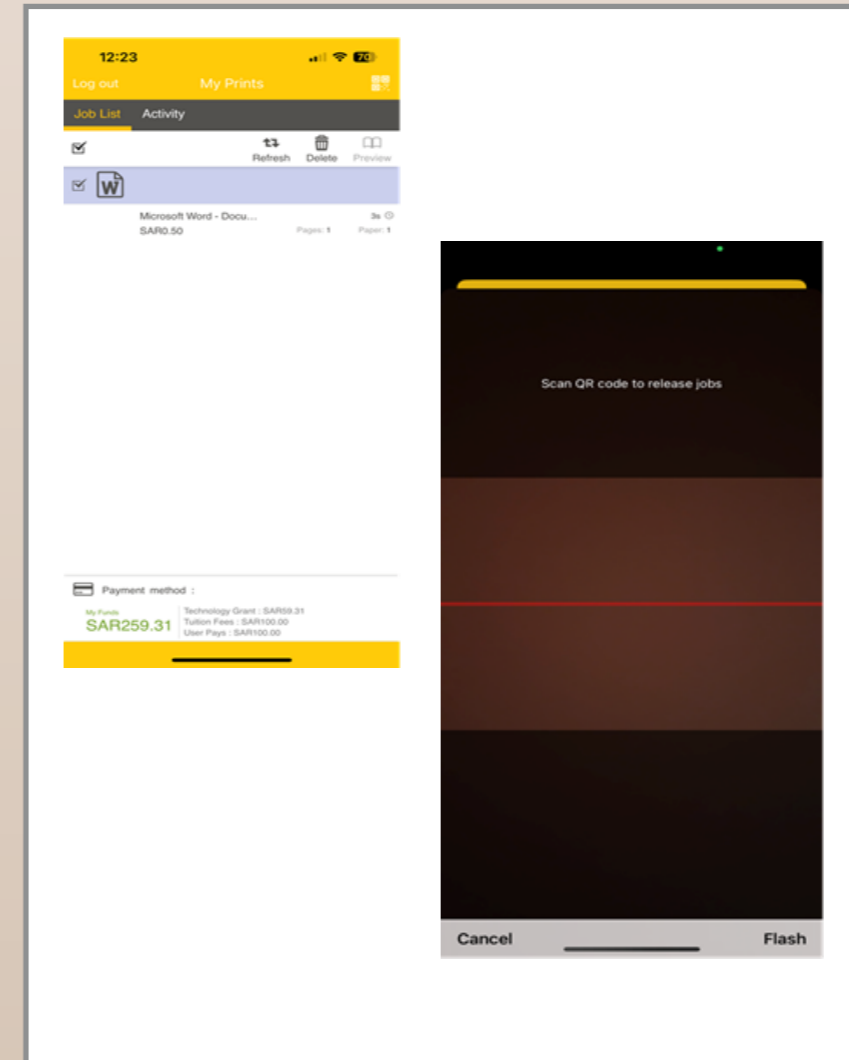 12:23
70
Log out My Prints
Job List Activity
Refresh Delete Preview
W
Microsoft Word - Docu... 3s
SAR0.50 Pages: 1 Paper: 1
Payment method :
My Funds
SAR259.31
Technology Grant : SAR59.31
Tuition Fees : SAR100.00
User Pays : SAR100.00
Scan QR code to release jobs
Cancel Flash